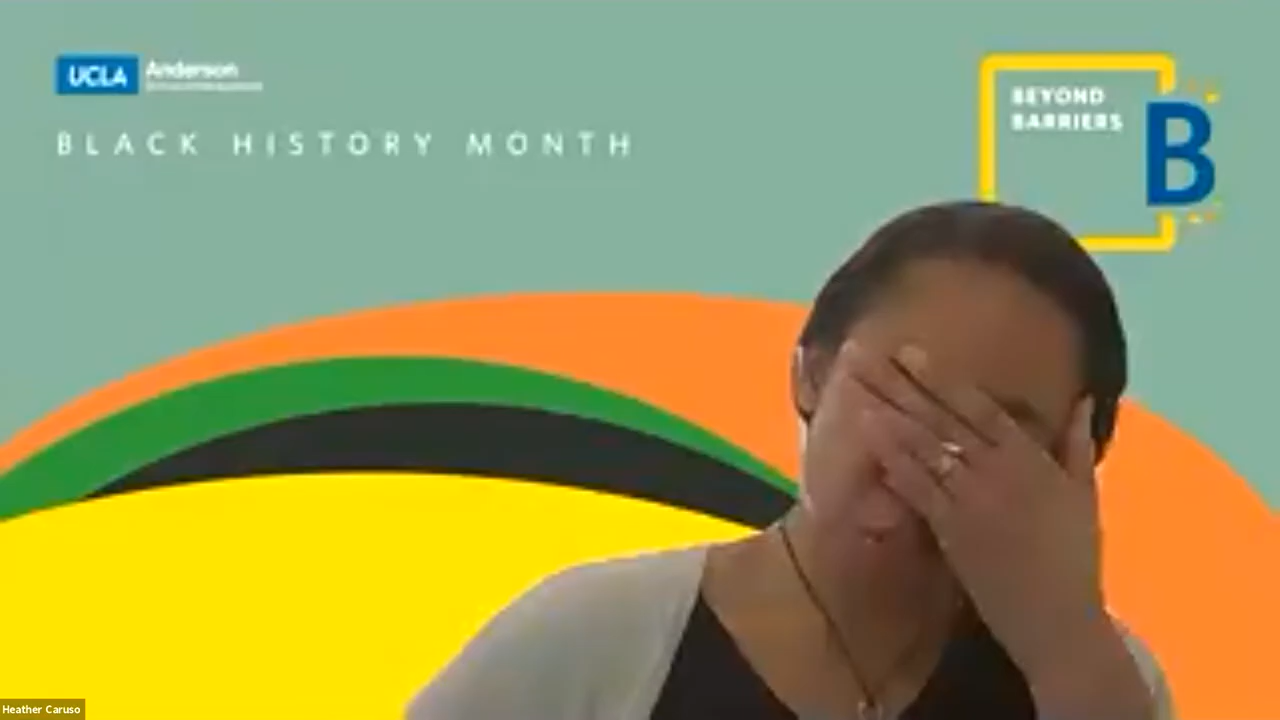 UCLA Anderson
BLACK HISTORY MONTH
BEYOND
BARRIERS
B
Heather Caruso